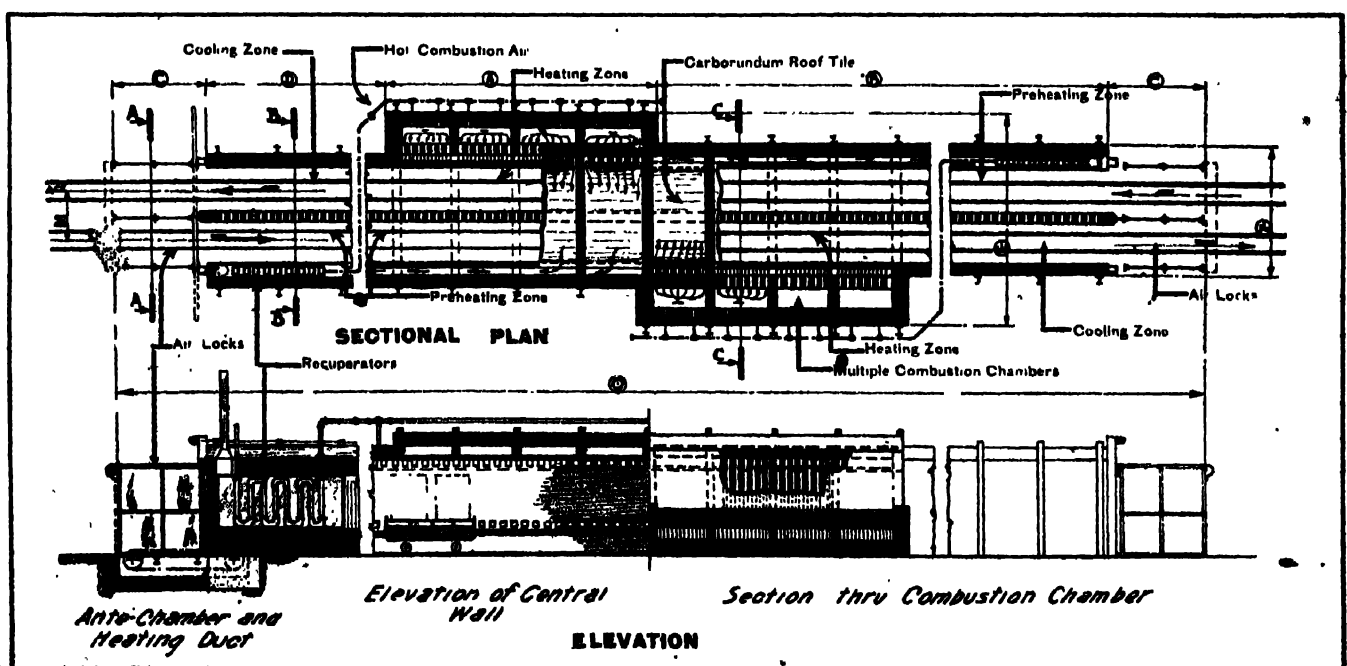 Cooling Zone
Hot Combustion Air
Heating Zone
Carborundum Roof Tile
Preheating Zone
C
D
A
B
C
A
B
C
A
B
C
Preheating Zone
SECTIONAL PLAN
Air Locks
Recuperators
Heating Zone
Multiple Combustion Chambers
Air Locks
Cooling Zone
Ante-Chamber and
Heating Duct
Elevation of Central
Wall
Section thru Combustion Chamber
ELEVATION